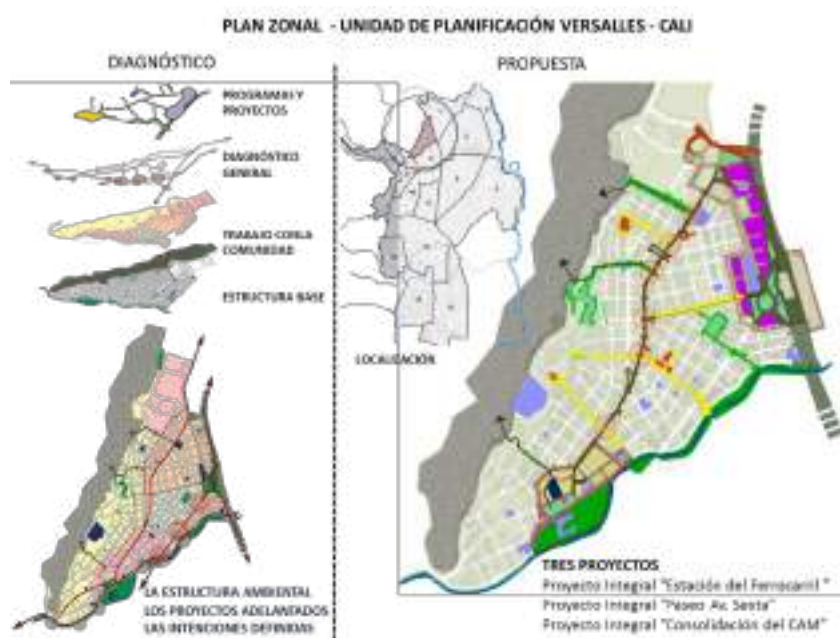 PLAN ZONAL - UNIDAD DE PLANIFICACIÓN VERSALLES - CALI
DIAGNÓSTICO
PROGRAMAS Y
PROYECTOS
DIAGNÓSTICO
GENERAL
TRABAJO CON LA
COMUNIDAD
ESTRUCTURA BASE
LA ESTRUCTURA AMBIENTAL
LOS PROYECTOS ADELANTADOS
LAS INTENCIONES DEFINIDAS
PROPUESTA
LOCALIZACIÓN
TRES PROYECTOS
Proyecto Integral "Estación del Ferrocarril "
Proyecto Integral "Paseo Av. Sexta"
Proyecto Integral "Consolidación del CAM"